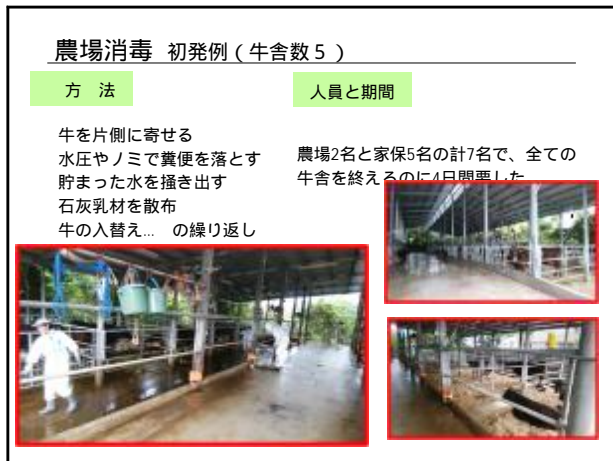 農場消毒 初発例（牛舎数５）
方　法
牛を片側に寄せる
水圧やノミで糞便を落とす
貯まった水を掻き出す
石灰乳材を散布
牛の入替え…　の繰り返し
人員と期間
農場2名と家保5名の計7名で、全ての
牛舎を終えるのに4日間要した